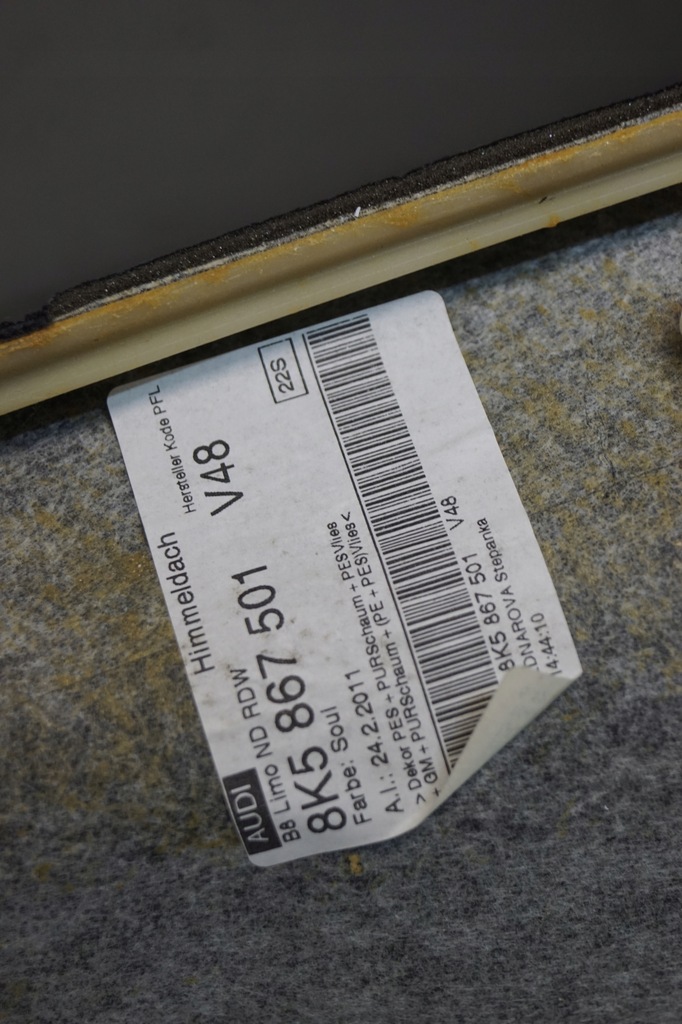 AUDI
Himmeldach
Hersteller Kode PFL
B8 Limo ND RDW
8K5 867 501 V48
22S
Farbe: Soul
A.I.: 24.2.2011
> Dekor PES + PURSchaum + PESVlies
+ GM + PURSchaum + (PE + PES)Vlies <
8K5 867 501 V48
DNAROVA Stepanka
14:44:10